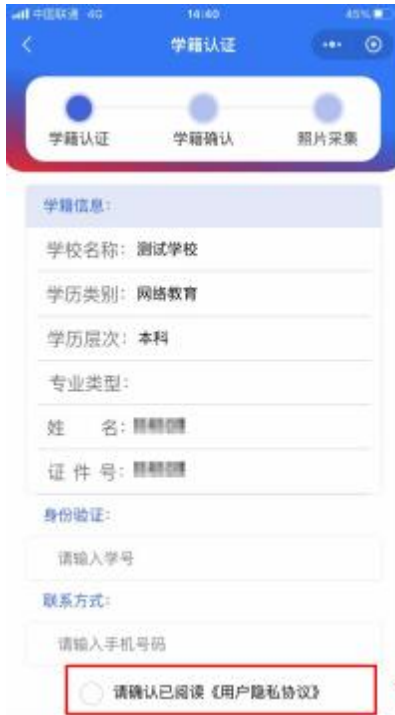 中国联通 4G 14:40 45%
学籍认证
学籍认证 学籍确认 照片采集
学籍信息:
学校名称: 测试学校
学历类别: 网络教育
学历层次: 本科
专业类型:
姓 名:
证 件 号:
身份验证:
请输入学号
联系方式:
请输入手机号码
请确认已阅读《用户隐私协议》